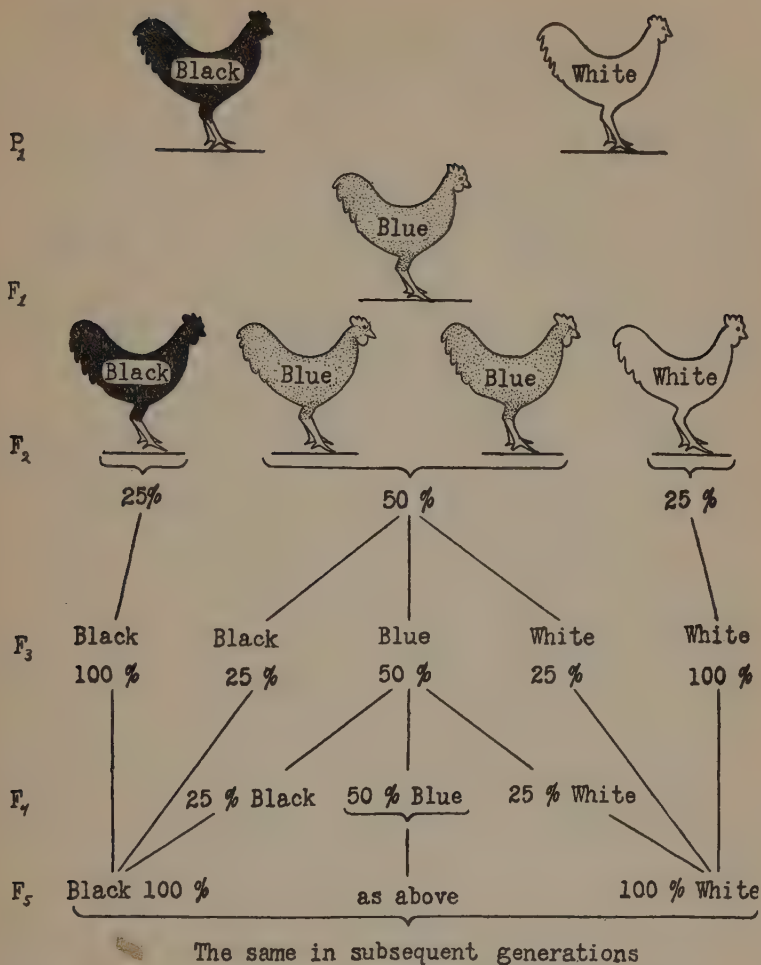 Black White
P₁
Blue
F₁
Black Blue Blue White
F₂
25% 50 % 25 %
F₃ Black Black Blue White White
100 % 25 % 50 % 25 % 100 %
F₄ 25 % Black 50 % Blue 25 % White
F₅ Black 100 % as above 100 % White
The same in subsequent generations